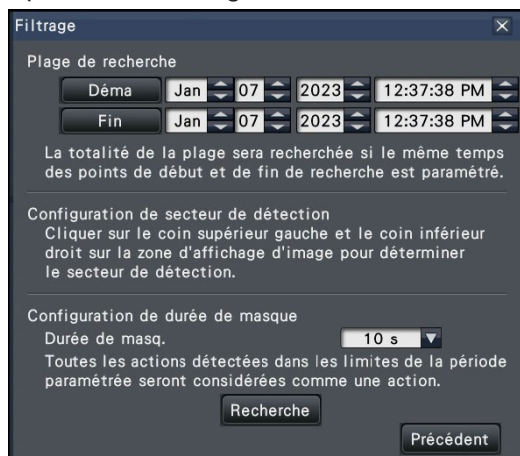 Filtrage
Plage de recherche
Déma Jan 07 2023 12:37:38 PM
Fin Jan 07 2023 12:37:38 PM
La totalité de la plage sera recherchée si le même temps
des points de début et de fin de recherche est paramétré.
Configuration de secteur de détection
Cliquer sur le coin supérieur gauche et le coin inférieur
droit sur la zone d'affichage d'image pour déterminer
le secteur de détection.
Configuration de durée de masque
Durée de masq. 10 s
Toutes les actions détectées dans les limites de la période
paramétrée seront considérées comme une action.
Recherche
Précédent